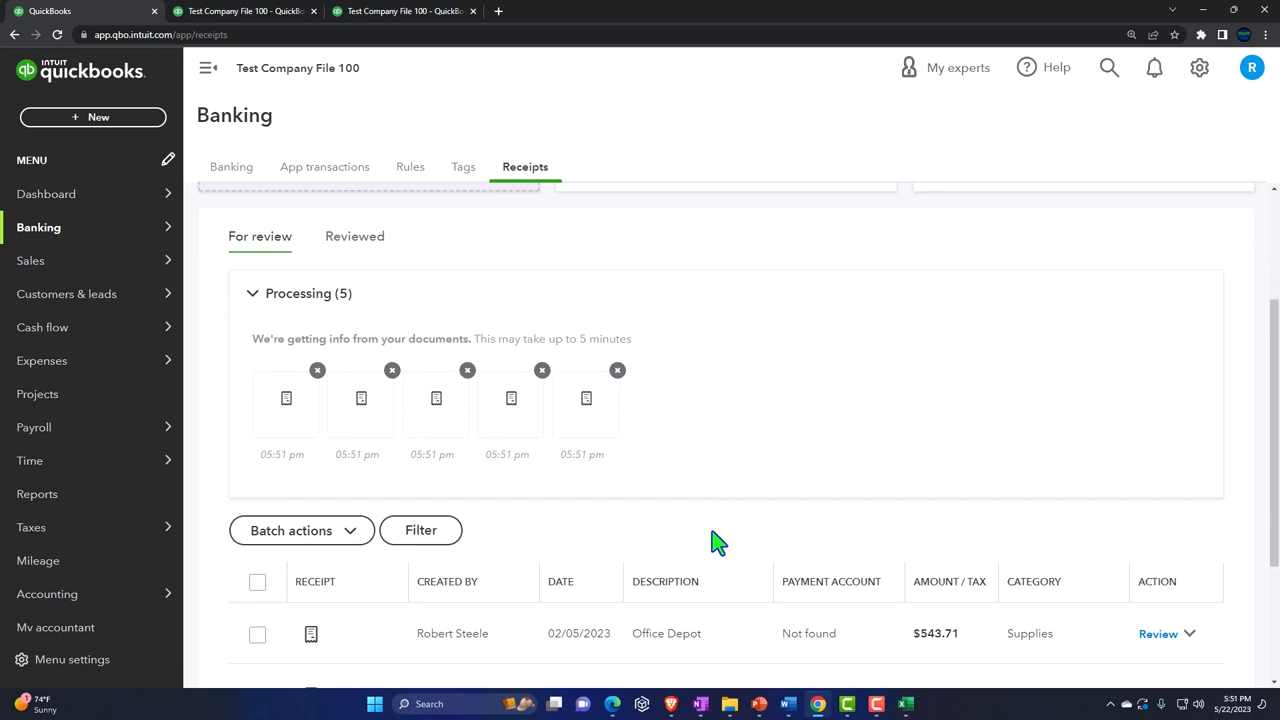 QuickBooks
Test Company File 100 - QuickBo
Test Company File 100 - QuickBo
app.qbo.intuit.com/app/receipts
INTUIT
quickbooks.
Test Company File 100
My experts
Help
R
+ New
Banking
MENU
Banking
App transactions
Rules
Tags
Receipts
Dashboard
Banking
Sales
Customers & leads
Cash flow
Expenses
Projects
Payroll
Time
Reports
Taxes
Mileage
Accounting
My accountant
Menu settings
For review
Reviewed
Processing (5)
We're getting info from your documents. This may take up to 5 minutes
05:51 pm
05:51 pm
05:51 pm
05:51 pm
05:51 pm
Batch actions
Filter
RECEIPT
CREATED BY
DATE
DESCRIPTION
PAYMENT ACCOUNT
AMOUNT / TAX
CATEGORY
ACTION
Robert Steele
02/05/2023
Office Depot
Not found
$543.71
Supplies
Review
74°F
Sunny
Search
5:51 PM
5/22/2023